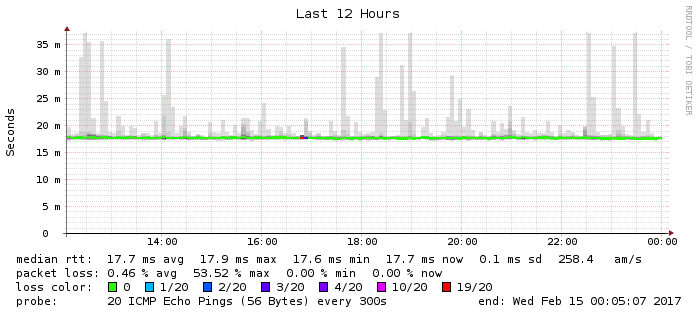 Last 12 Hours
RRDTOOL / TOBI OETIKER
Seconds
35 m
30 m
25 m
20 m
15 m
10 m
5 m
0
14:00 16:00 18:00 20:00 22:00 00:00
median rtt: 17.7 ms avg 17.9 ms max 17.6 ms min 17.7 ms now 0.1 ms sd 258.4 am/s
packet loss: 0.46 % avg 53.52 % max 0.00 % min 0.00 % now
loss color: 0 1/20 2/20 3/20 4/20 10/20 19/20
probe: 20 ICMP Echo Pings (56 Bytes) every 300s end: Wed Feb 15 00:05:07 2017